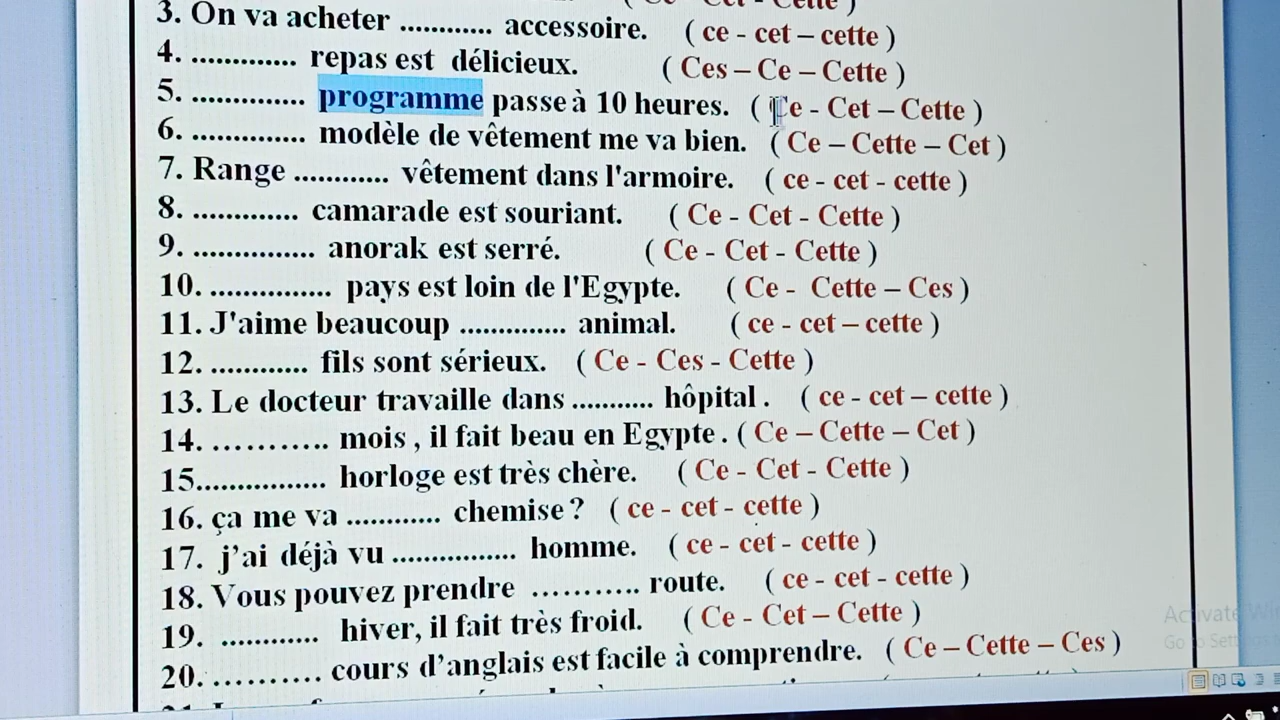 3. On va acheter ............ accessoire. ( ce - cet – cette )
4. .............. repas est délicieux. ( Ces – Ce – Cette )
5. ............... programme passe à 10 heures. ( Ce - Cet – Cette )
6. ............... modèle de vêtement me va bien. ( Ce – Cette – Cet )
7. Range ............ vêtement dans l'armoire. ( ce - cet - cette )
8. .............. camarade est souriant. ( Ce - Cet - Cette )
9. ................ anorak est serré. ( Ce - Cet - Cette )
10. ................ pays est loin de l'Egypte. ( Ce - Cette – Ces )
11. J'aime beaucoup .............. animal. ( ce - cet – cette )
12. ............. fils sont sérieux. ( Ce - Ces - Cette )
13. Le docteur travaille dans ........... hôpital . ( ce - cet – cette )
14. ............ mois , il fait beau en Egypte . ( Ce – Cette – Cet )
15................. horloge est très chère. ( Ce - Cet - Cette )
16. ça me va ............ chemise ? ( ce - cet - cette )
17. j’ai déjà vu ................ homme. ( ce - cet - cette )
18. Vous pouvez prendre ........... route. ( ce - cet - cette )
19. ............. hiver, il fait très froid. ( Ce - Cet – Cette )
20. ........... cours d’anglais est facile à comprendre. ( Ce – Cette – Ces )